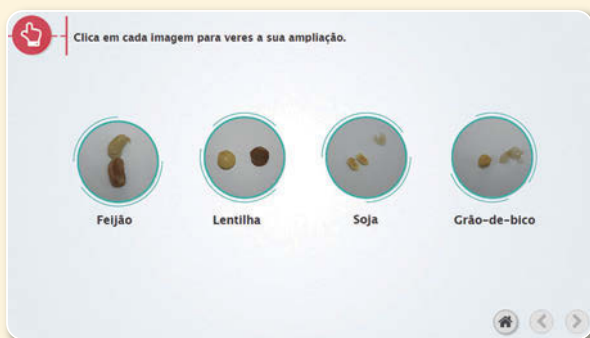 Clica em cada imagem para veres a sua ampliação.
Feijão
Lentilha
Soja
Grão-de-bico